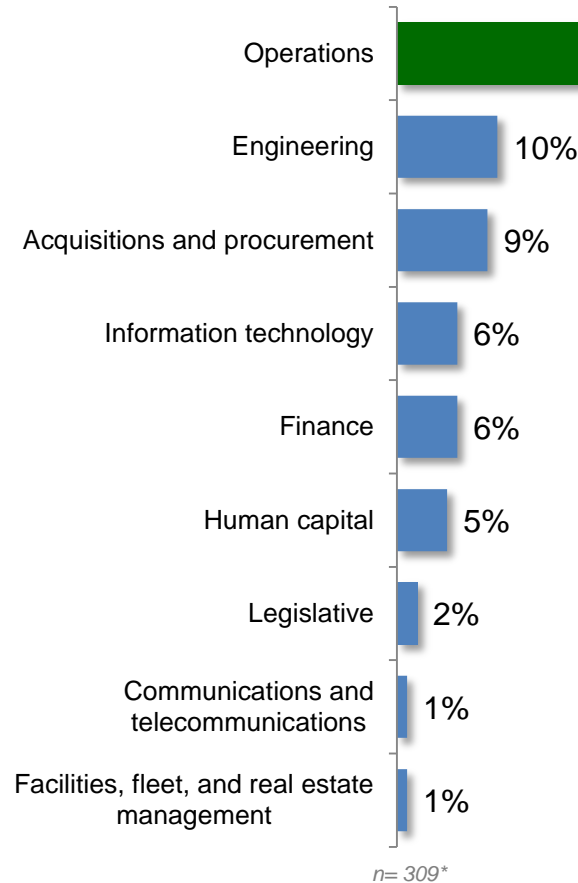 Operations
Engineering 10%
Acquisitions and procurement 9%
Information technology 6%
Finance 6%
Human capital 5%
Legislative 2%
Communications and
telecommunications 1%
Facilities, fleet, and real estate
management 1%
n= 309*